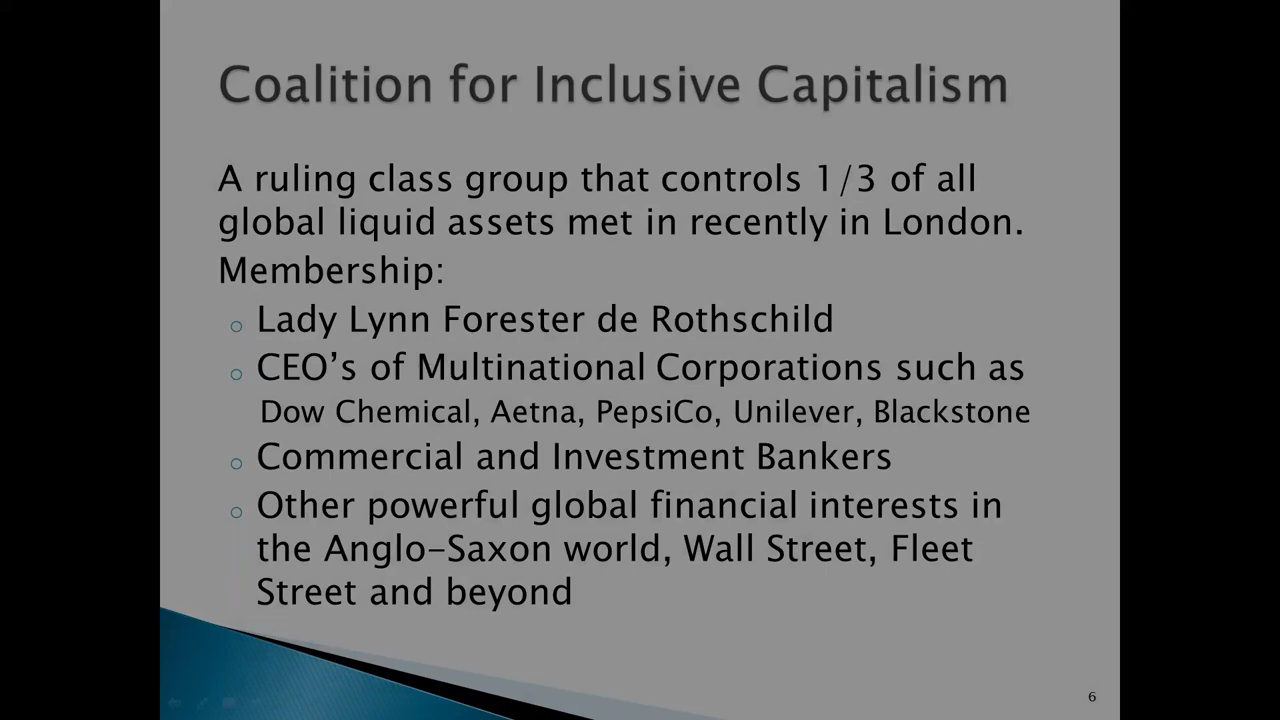 Coalition for Inclusive Capitalism
A ruling class group that controls 1/3 of all
global liquid assets met in recently in London.
Membership:
○ Lady Lynn Forester de Rothschild
○ CEO’s of Multinational Corporations such as
Dow Chemical, Aetna, PepsiCo, Unilever, Blackstone
○ Commercial and Investment Bankers
○ Other powerful global financial interests in
the Anglo-Saxon world, Wall Street, Fleet
Street and beyond
6